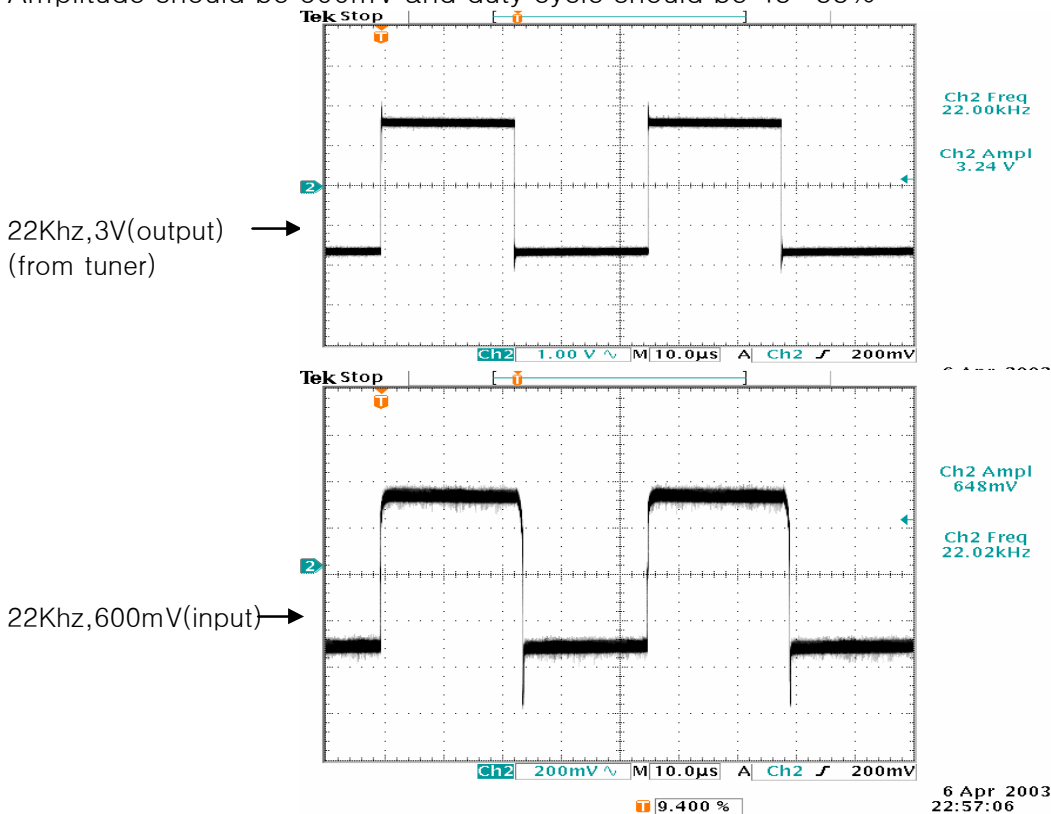 Tek Stop
Ch2 Freq
22.00kHz
Ch2 Ampl
3.24 V
2
22Khz,3V(output)
(from tuner)
Ch2 1.00 V M 10.0µs A Ch2 200mV
Tek Stop
Ch2 Ampl
648mV
Ch2 Freq
22.02kHz
2
22Khz,600mV(input)
Ch2 200mV M 10.0µs A Ch2 200mV
T 9.400 %
6 Apr 2003
22:57:06